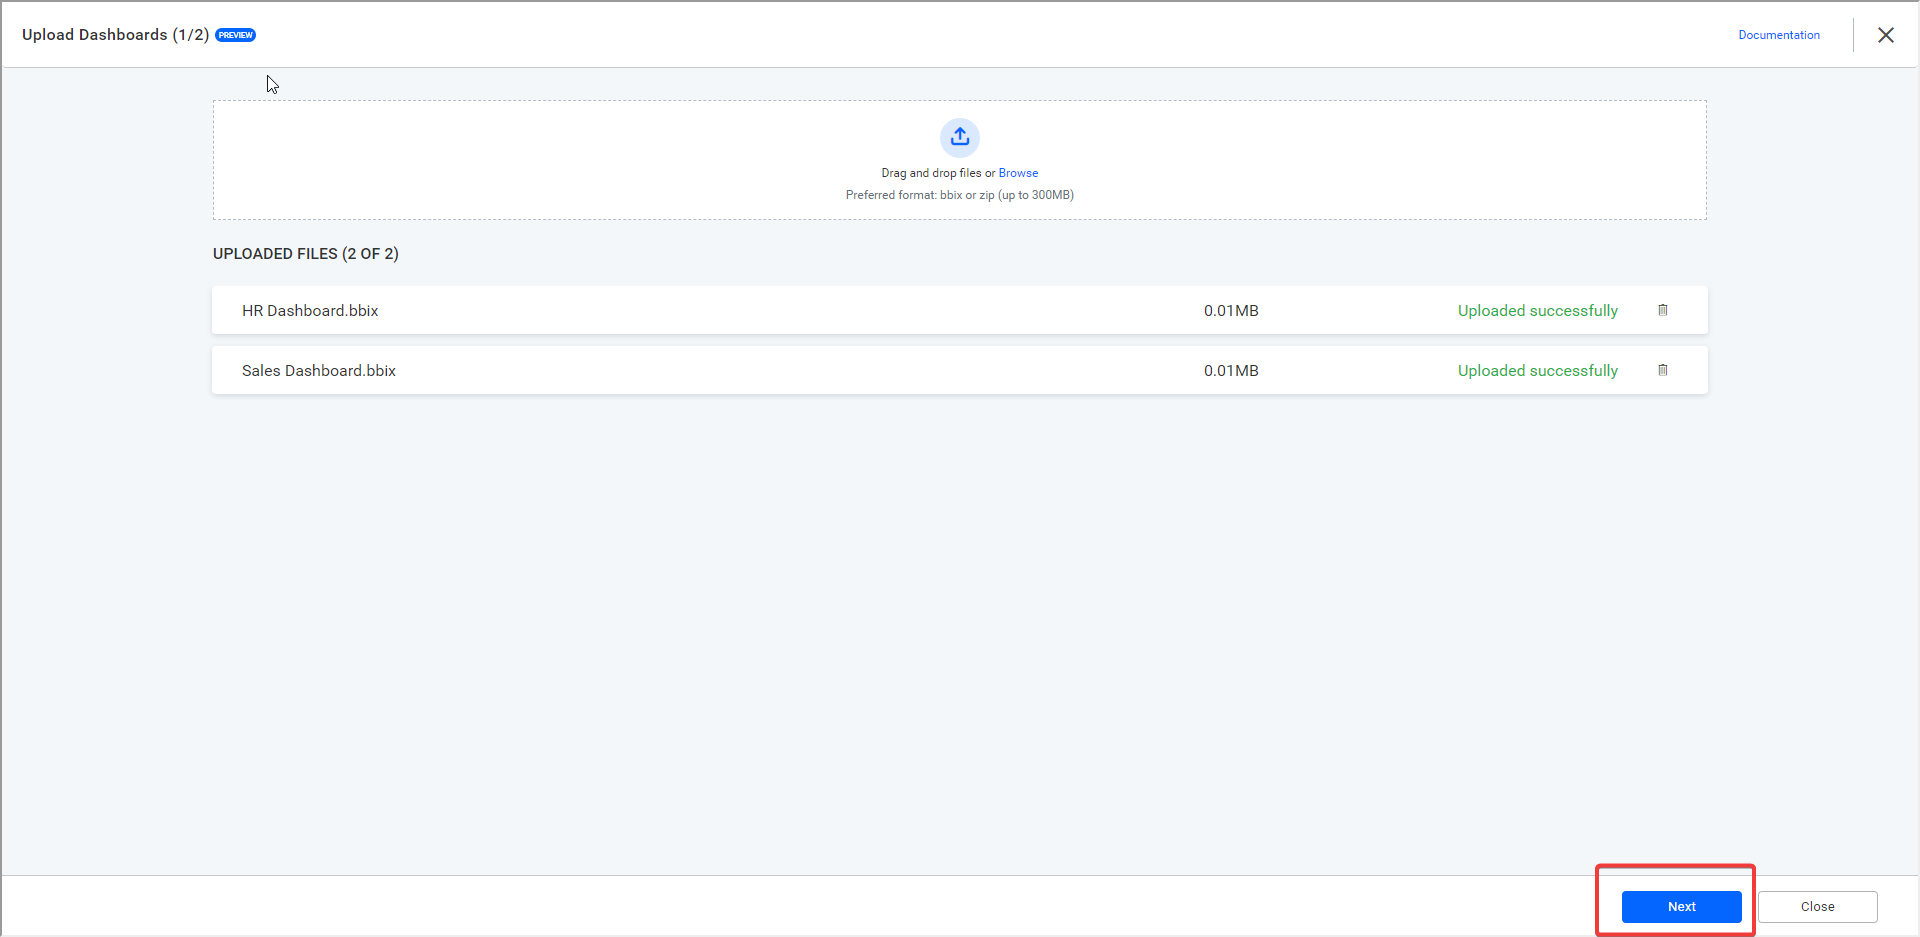 Upload Dashboards (1/2) PREVIEW
Documentation
Drag and drop files or Browse
Preferred format: bbix or zip (up to 300MB)
UPLOADED FILES (2 OF 2)
HR Dashboard.bbix 0.01MB Uploaded successfully
Sales Dashboard.bbix 0.01MB Uploaded successfully
Next Close